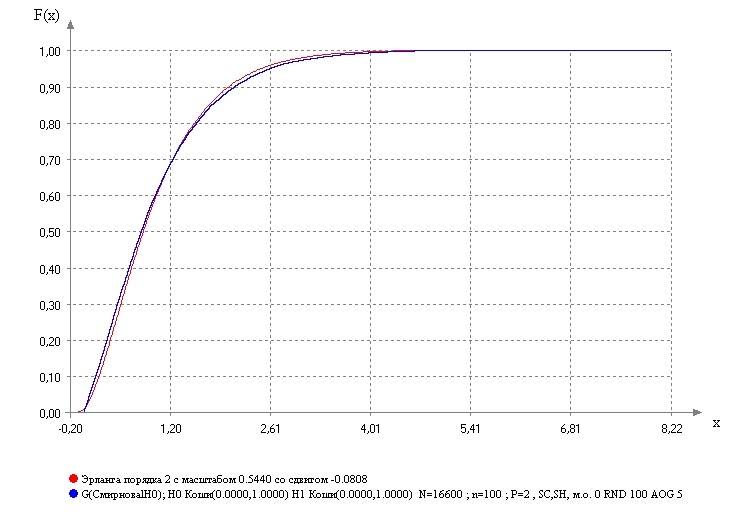 F(x)
1,00
0,90
0,80
0,70
0,60
0,50
0,40
0,30
0,20
0,10
0,00
-0,20 1,20 2,61 4,01 5,41 6,81 8,22
x
Эрланга порядка 2 с масштабом 0.5440 со сдвигом -0.0808
G(Смирнова|H0); H0 Коши(0.0000,1.0000) H1 Коши(0.0000,1.0000) N=16600 ; n=100 ; P=2 , SC,SH, м.о. 0 RND 100 AOG 5